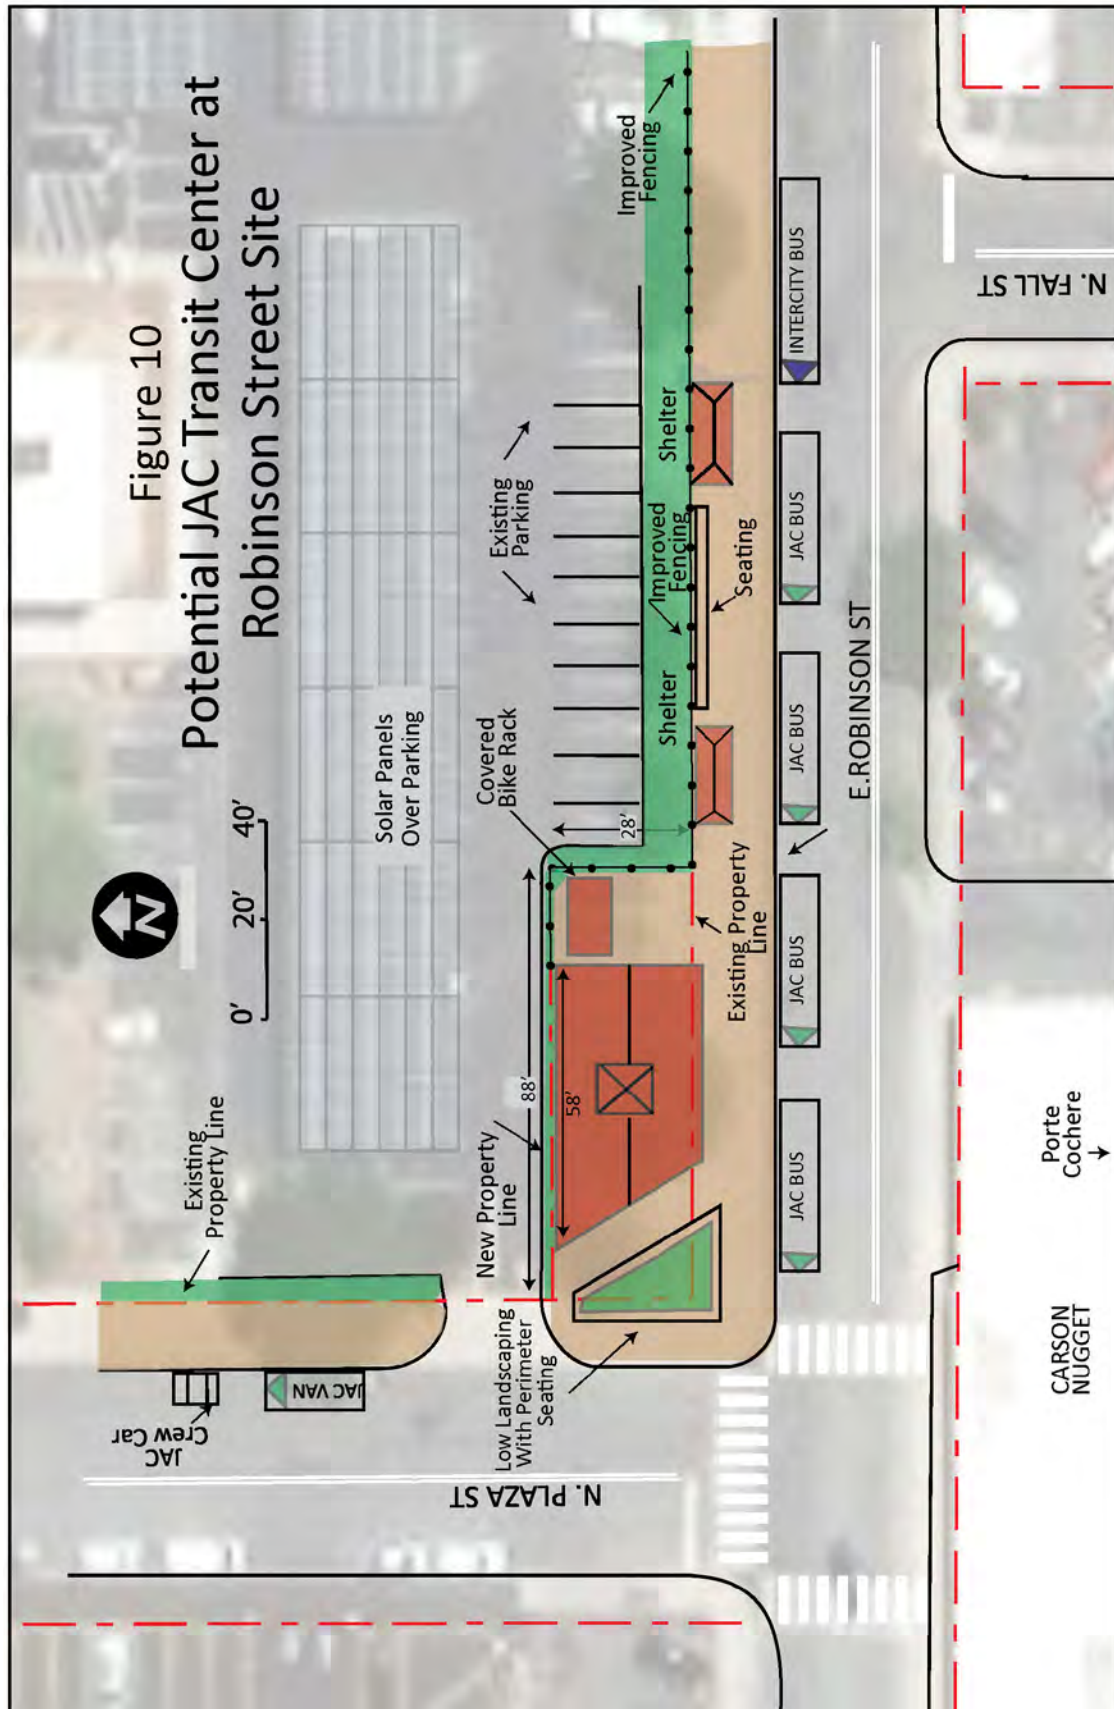 Figure 10
Potential JAC Transit Center at
Robinson Street Site
N
0'
20'
40'
Solar Panels
Over Parking
Existing
Property Line
JAC
Crew Car
JAC VAN
N. PLAZA ST
New Property
Line
88'
58'
28'
Covered
Bike Rack
Existing
Parking
Improved
Fencing
Shelter
Improved
Fencing
Shelter
Seating
Existing Property
Line
Low Landscaping
With Perimeter
Seating
JAC BUS
JAC BUS
JAC BUS
JAC BUS
INTERCITY BUS
E.ROBINSON ST
N. FALL ST
Porte
Cochere
CARSON
NUGGET